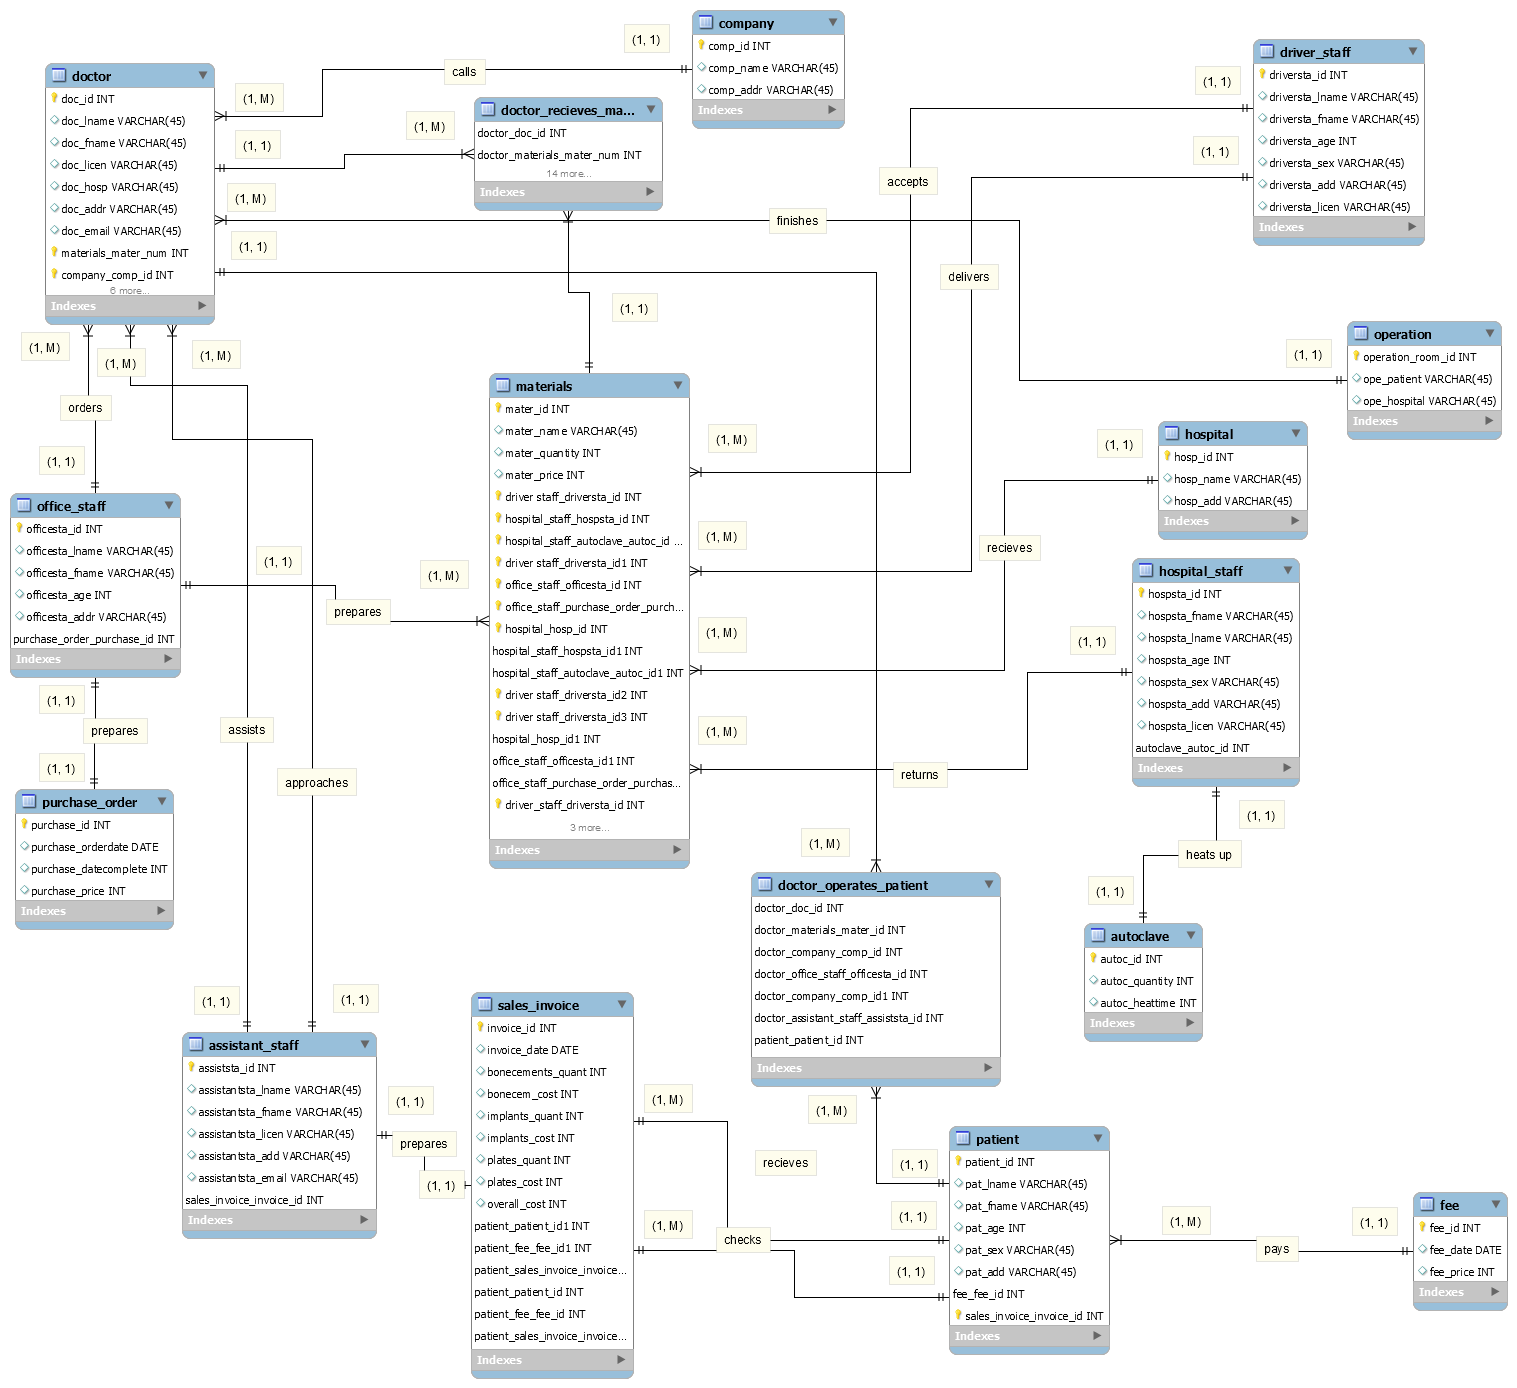 company
comp_id INT
comp_name VARCHAR(45)
comp_addr VARCHAR(45)
Indexes
(1, 1)
calls
(1, M)
doctor
doc_id INT
doc_lname VARCHAR(45)
doc_fname VARCHAR(45)
doc_licen VARCHAR(45)
doc_hosp VARCHAR(45)
doc_addr VARCHAR(45)
doc_email VARCHAR(45)
materials_mater_num INT
company_comp_id INT
6 more...
Indexes
(1, 1)
(1, M)
(1, 1)
(1, M)
doctor_recieves_ma...
doctor_doc_id INT
doctor_materials_mater_num INT
14 more...
Indexes
driver_staff
driversta_id INT
driversta_lname VARCHAR(45)
driversta_fname VARCHAR(45)
driversta_age INT
driversta_sex VARCHAR(45)
driversta_add VARCHAR(45)
driversta_licen VARCHAR(45)
Indexes
(1, 1)
(1, 1)
accepts
finishes
delivers
(1, 1)
operation
operation_room_id INT
ope_patient VARCHAR(45)
ope_hospital VARCHAR(45)
Indexes
(1, 1)
(1, M)
(1, M)
(1, M)
orders
(1, 1)
materials
mater_id INT
mater_name VARCHAR(45)
mater_quantity INT
mater_price INT
driver staff_driversta_id INT
hospital_staff_hospsta_id INT
hospital_staff_autoclave_autoc_id ...
driver staff_driversta_id1 INT
office_staff_officesta_id INT
office_staff_purchase_order_purch...
hospital_hosp_id INT
hospital_staff_hospsta_id1 INT
hospital_staff_autoclave_autoc_id1 INT
driver staff_driversta_id2 INT
driver staff_driversta_id3 INT
hospital_hosp_id1 INT
office_staff_officesta_id1 INT
office_staff_purchase_order_purchas...
driver_staff_driversta_id INT
3 more...
Indexes
(1, M)
(1, M)
(1, M)
(1, M)
hospital
hosp_id INT
hosp_name VARCHAR(45)
hosp_add VARCHAR(45)
Indexes
(1, 1)
recieves
office_staff
officesta_id INT
officesta_lname VARCHAR(45)
officesta_fname VARCHAR(45)
officesta_age INT
officesta_addr VARCHAR(45)
purchase_order_purchase_id INT
Indexes
(1, 1)
prepares
(1, M)
hospital_staff
hospsta_id INT
hospsta_fname VARCHAR(45)
hospsta_lname VARCHAR(45)
hospsta_age INT
hospsta_sex VARCHAR(45)
hospsta_add VARCHAR(45)
hospsta_licen VARCHAR(45)
autoclave_autoc_id INT
Indexes
(1, 1)
returns
(1, 1)
prepares
(1, 1)
assists
approaches
purchase_order
purchase_id INT
purchase_orderdate DATE
purchase_datecomplete INT
purchase_price INT
Indexes
(1, 1)
heats up
(1, 1)
autoclave
autoc_id INT
autoc_quantity INT
autoc_heattime INT
Indexes
(1, M)
doctor_operates_patient
doctor_doc_id INT
doctor_materials_mater_id INT
doctor_company_comp_id INT
doctor_office_staff_officesta_id INT
doctor_company_comp_id1 INT
doctor_assistant_staff_assiststa_id INT
patient_patient_id INT
Indexes
(1, M)
(1, 1)
(1, 1)
assistant_staff
assiststa_id INT
assistantsta_lname VARCHAR(45)
assistantsta_fname VARCHAR(45)
assistantsta_licen VARCHAR(45)
assistantsta_add VARCHAR(45)
assistantsta_email VARCHAR(45)
sales_invoice_invoice_id INT
Indexes
(1, 1)
prepares
(1, 1)
sales_invoice
invoice_id INT
invoice_date DATE
bonecements_quant INT
bonecem_cost INT
implants_quant INT
implants_cost INT
plates_quant INT
plates_cost INT
overall_cost INT
patient_patient_id1 INT
patient_fee_fee_id1 INT
patient_sales_invoice_invoice...
patient_patient_id INT
patient_fee_fee_id INT
patient_sales_invoice_invoice...
Indexes
(1, M)
recieves
(1, M)
checks
(1, 1)
(1, 1)
(1, 1)
patient
patient_id INT
pat_lname VARCHAR(45)
pat_fname VARCHAR(45)
pat_age INT
pat_sex VARCHAR(45)
pat_add VARCHAR(45)
fee_fee_id INT
sales_invoice_invoice_id INT
Indexes
(1, M)
pays
(1, 1)
fee
fee_id INT
fee_date DATE
fee_price INT
Indexes